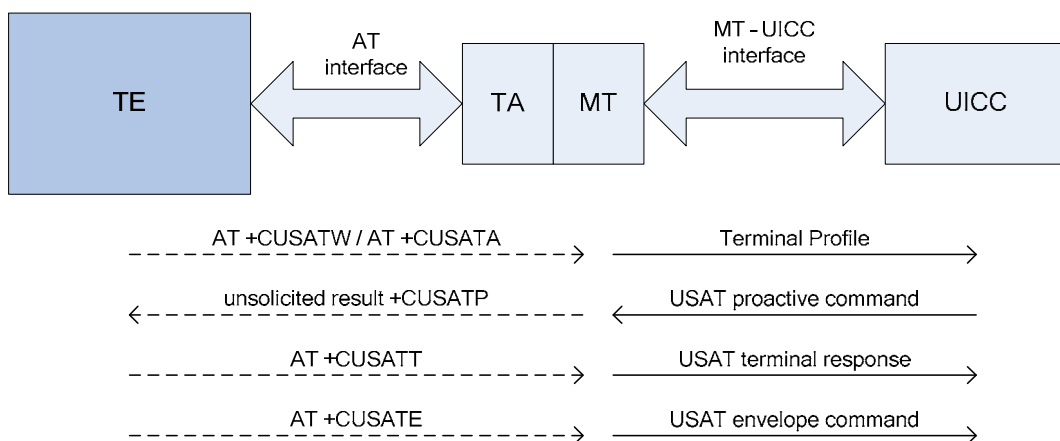 AT
interface
MT - UICC
interface
TE
TA
MT
UICC
AT +CUSATW / AT +CUSATA
Terminal Profile
unsolicited result +CUSATP
USAT proactive command
AT +CUSATT
USAT terminal response
AT +CUSATE
USAT envelope command